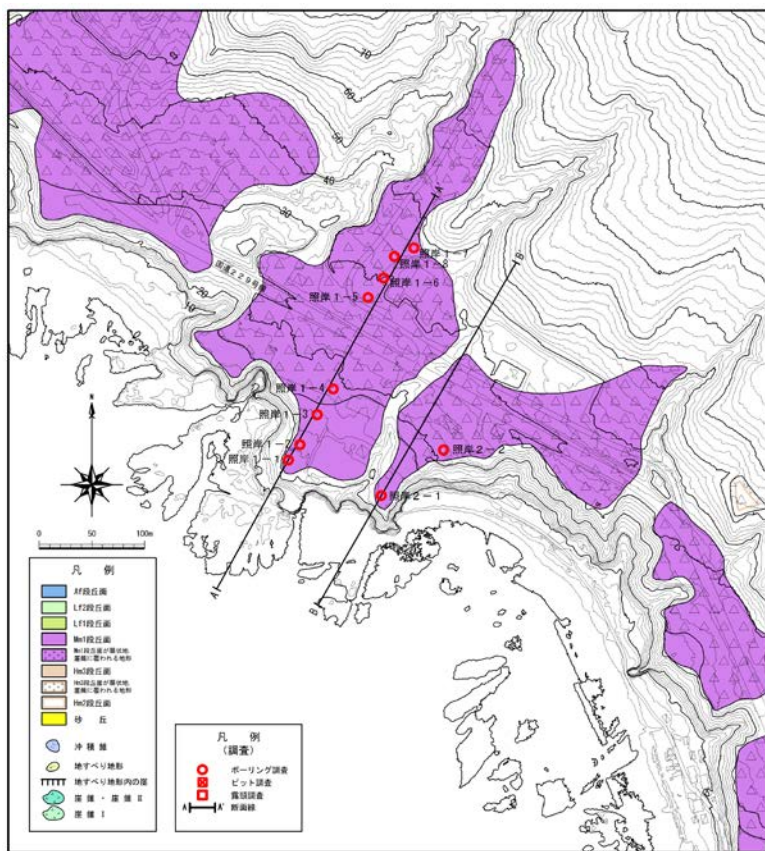 70
60
50
40
30
20
10
国道229号線
A'
B'
照岸1-7
照岸1-8
照岸1-6
照岸1-5
照岸1-4
照岸1-3
照岸1-2
照岸1-1
照岸2-2
照岸2-1
A
B
N
0 50 100m
凡 例
Af段丘面
Lf2段丘面
Lf1段丘面
Mm1段丘面
Mm1段丘面が扇状地・
崖錐に覆われる地形
Hm3段丘面
Hm3段丘面が扇状地・
崖錐に覆われる地形
Hm2段丘面
砂 丘
沖積錐
地すべり地形
地すべり地形内の崖
崖錐・崖錐Ⅱ
崖錐Ⅰ
凡 例
(調査)
ボーリング調査
ピット調査
露頭調査
A A' 断面線